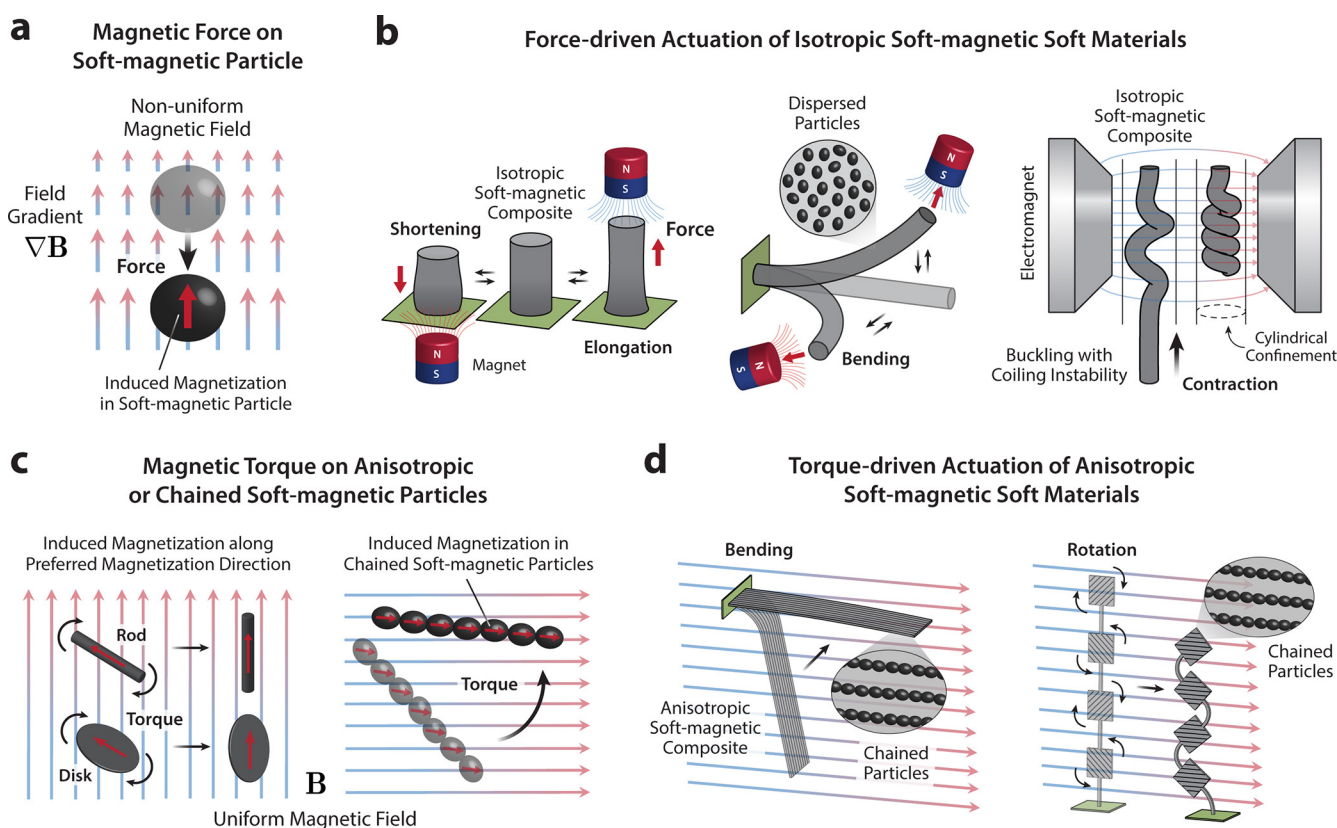 a
Magnetic Force on
Soft-magnetic Particle
Non-uniform
Magnetic Field
Field
Gradient
∇B
Force
Induced Magnetization
in Soft-magnetic Particle
b
Force-driven Actuation of Isotropic Soft-magnetic Soft Materials
Shortening
Isotropic
Soft-magnetic
Composite
N
S
Force
N
S
Magnet
Elongation
Dispersed
Particles
N
S
N
S
Bending
Isotropic
Soft-magnetic
Composite
Electromagnet
Buckling with
Coiling Instability
Contraction
Cylindrical
Confinement
c
Magnetic Torque on Anisotropic
or Chained Soft-magnetic Particles
Induced Magnetization along
Preferred Magnetization Direction
Rod
Torque
Disk
Induced Magnetization in
Chained Soft-magnetic Particles
Torque
B
Uniform Magnetic Field
d
Torque-driven Actuation of Anisotropic
Soft-magnetic Soft Materials
Bending
Anisotropic
Soft-magnetic
Composite
Chained
Particles
Rotation
Chained
Particles